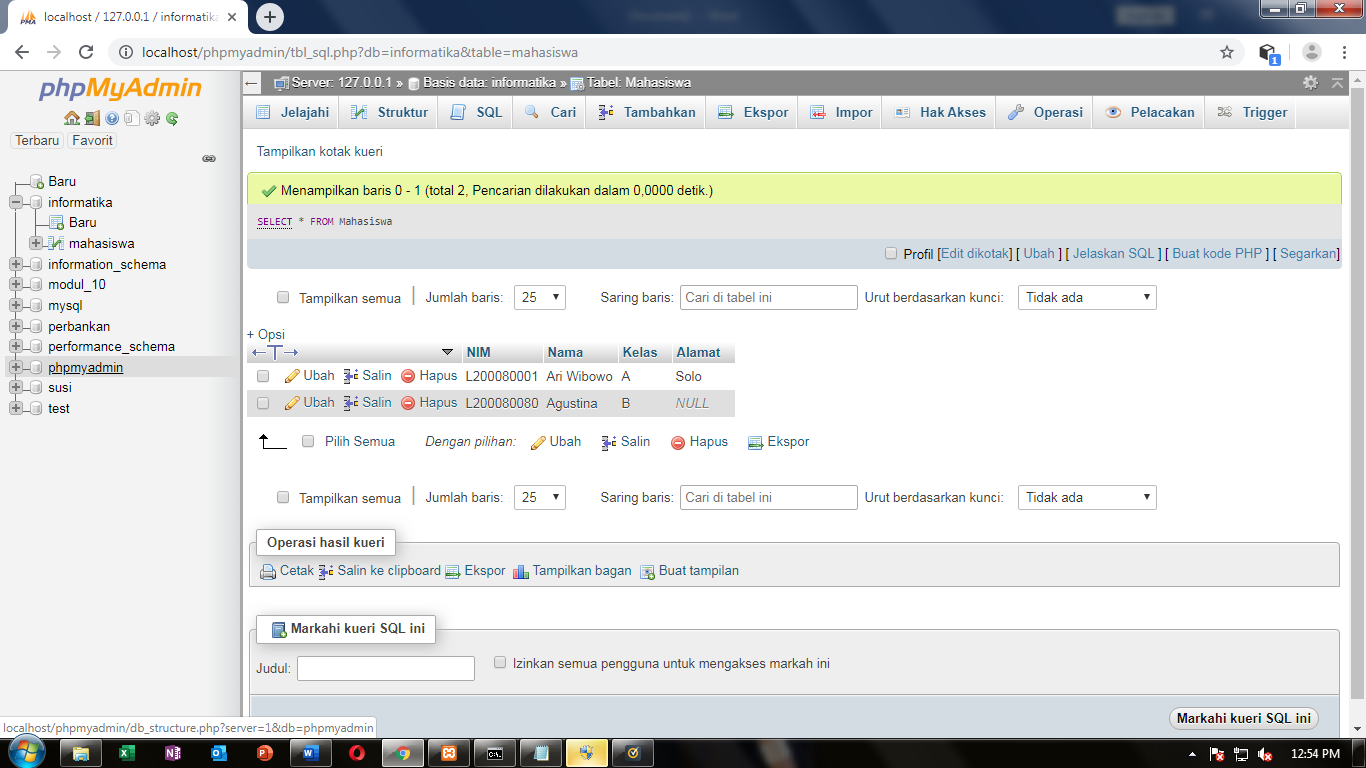 localhost / 127.0.0.1 / informatika
localhost/phpmyadmin/tbl_sql.php?db=informatika&table=mahasiswa
1
phpMyAdmin
Terbaru Favorit
Baru
informatika
Baru
mahasiswa
information_schema
modul_10
mysql
perbankan
performance_schema
phpmyadmin
susi
test
Server: 127.0.0.1 » Basis data: informatika » Tabel: Mahasiswa
Jelajahi Struktur SQL Cari Tambahkan Ekspor Impor Hak Akses Operasi Pelacakan Trigger
Tampilkan kotak kueri
Menampilkan baris 0 - 1 (total 2, Pencarian dilakukan dalam 0,0000 detik.)
SELECT * FROM Mahasiswa
Profil [Edit dikotak] [ Ubah ] [ Jelaskan SQL ] [ Buat kode PHP ] [ Segarkan]
Tampilkan semua | Jumlah baris: 25 Saring baris: Cari di tabel ini Urut berdasarkan kunci: Tidak ada
+ Opsi
←T→ NIM Nama Kelas Alamat
Ubah Salin Hapus L200080001 Ari Wibowo A Solo
Ubah Salin Hapus L200080080 Agustina B NULL
Pilih Semua Dengan pilihan: Ubah Salin Hapus Ekspor
Tampilkan semua | Jumlah baris: 25 Saring baris: Cari di tabel ini Urut berdasarkan kunci: Tidak ada
Operasi hasil kueri
Cetak Salin ke clipboard Ekspor Tampilkan bagan Buat tampilan
Markahi kueri SQL ini
Judul: Izinkan semua pengguna untuk mengakses markah ini
Markahi kueri SQL ini
localhost/phpmyadmin/db_structure.php?server=1&db=phpmyadmin
12:54 PM